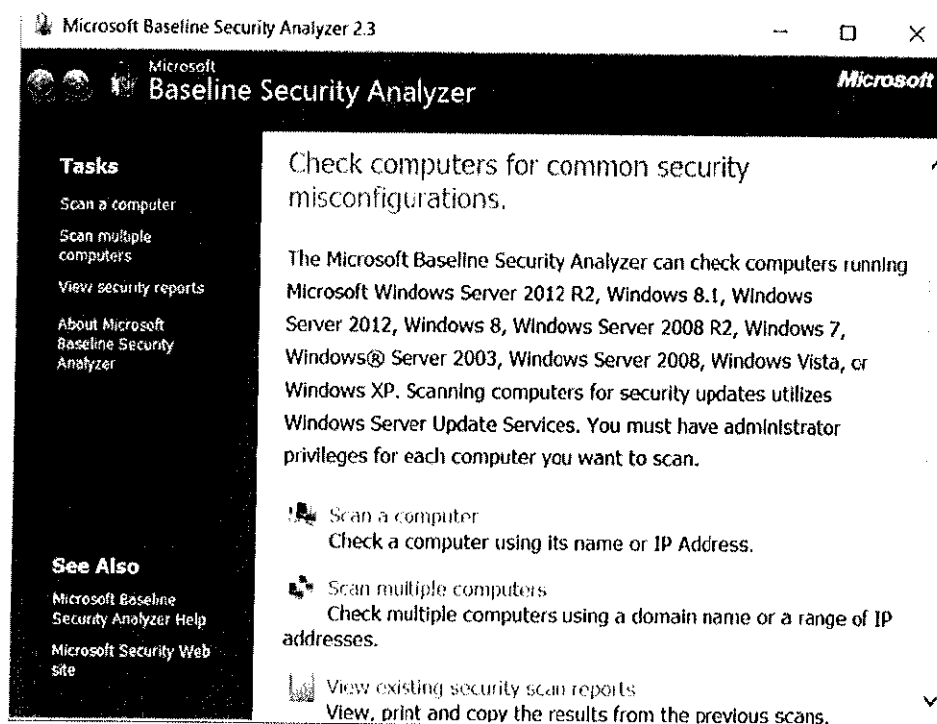 Microsoft Baseline Security Analyzer 2.3
Microsoft
Baseline Security Analyzer
Microsoft
Tasks
Scan a computer
Scan multiple
computers
View security reports
About Microsoft
Baseline Security
Analyzer
See Also
Microsoft Baseline
Security Analyzer Help
Microsoft Security Web
site
Check computers for common security
misconfigurations.
The Microsoft Baseline Security Analyzer can check computers running
Microsoft Windows Server 2012 R2, Windows 8.1, Windows
Server 2012, Windows 8, Windows Server 2008 R2, Windows 7,
Windows® Server 2003, Windows Server 2008, Windows Vista, or
Windows XP. Scanning computers for security updates utilizes
Windows Server Update Services. You must have administrator
privileges for each computer you want to scan.
Scan a computer
Check a computer using its name or IP Address.
Scan multiple computers
Check multiple computers using a domain name or a range of IP
addresses.
View existing security scan reports
View, print and copy the results from the previous scans.